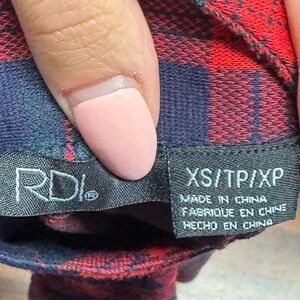 RDI®
XS/TP/XP
MADE IN CHINA
FABRIQUE EN CHINE
HECHO EN CHINA